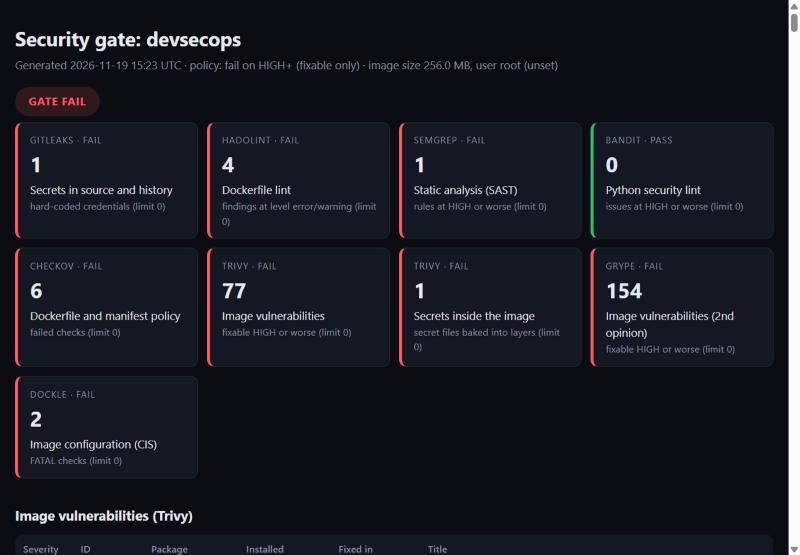 Security gate: devsecops
Generated 2026-11-19 15:23 UTC · policy: fail on HIGH+ (fixable only) · image size 256.0 MB, user root (unset)
GATE FAIL
GITLEAKS · FAIL
1
Secrets in source and history
hard-coded credentials (limit 0)
HADOLINT · FAIL
4
Dockerfile lint
findings at level error/warning (limit
0)
SEMGREP · FAIL
1
Static analysis (SAST)
rules at HIGH or worse (limit 0)
BANDIT · PASS
0
Python security lint
issues at HIGH or worse (limit 0)
CHECKOV · FAIL
6
Dockerfile and manifest policy
failed checks (limit 0)
TRIVY · FAIL
77
Image vulnerabilities
fixable HIGH or worse (limit 0)
TRIVY · FAIL
1
Secrets inside the image
secret files baked into layers (limit
0)
GRYPE · FAIL
154
Image vulnerabilities (2nd
opinion)
fixable HIGH or worse (limit 0)
DOCKLE · FAIL
2
Image configuration (CIS)
FATAL checks (limit 0)
Image vulnerabilities (Trivy)
Severity ID Package Installed Fixed in Title